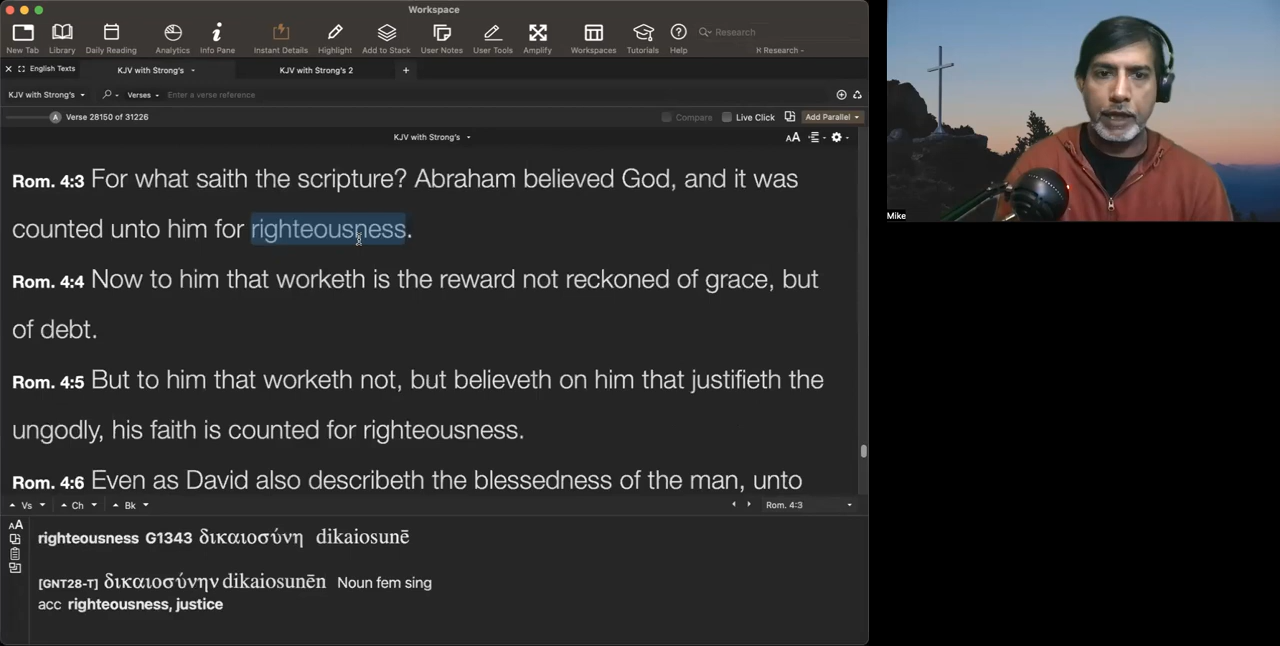 Workspace
New Tab Library Daily Reading Analytics Info Pane Instant Details Highlight Add to Stack User Notes User Tools Amplify Workspaces Tutorials Help Research
English Texts KJV with Strong's KJV with Strong's 2 +
KJV with Strong's Verses Enter a verse reference
A Verse 28150 of 31226 Compare Live Click Add Parallel
KJV with Strong's AA
Rom. 4:3 For what saith the scripture? Abraham believed God, and it was
counted unto him for righteousness.
Rom. 4:4 Now to him that worketh is the reward not reckoned of grace, but
of debt.
Rom. 4:5 But to him that worketh not, but believeth on him that justifieth the
ungodly, his faith is counted for righteousness.
Rom. 4:6 Even as David also describeth the blessedness of the man, unto
Vs Ch Bk Rom. 4:3
AA
righteousness G1343 δικαιοσύνη dikaiosunē
[GNT28-T] δικαιοσύνην dikaiosunēn Noun fem sing
acc righteousness, justice
Mike